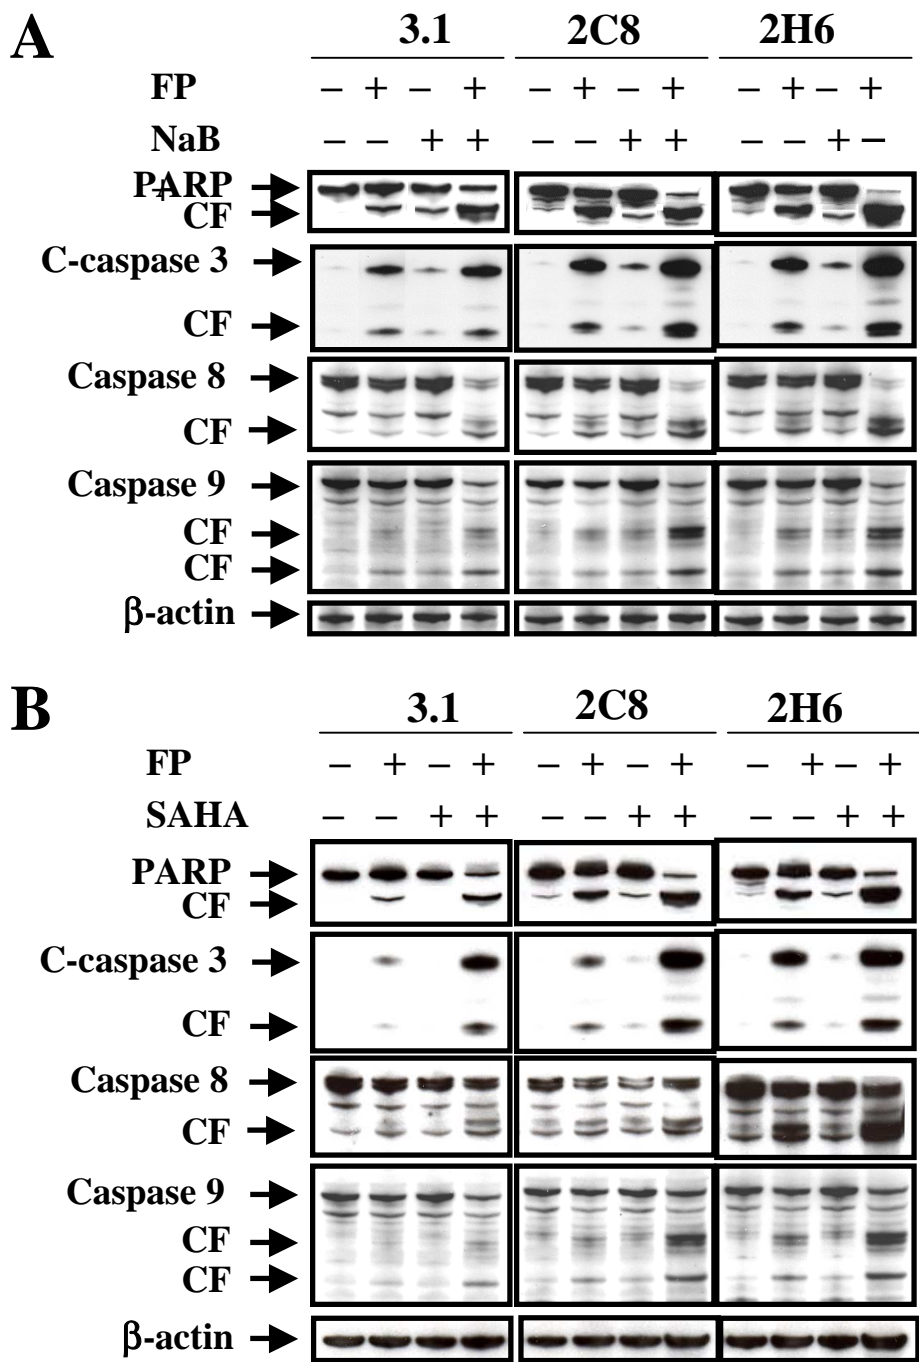 A
3.1 2C8 2H6
FP − + − + − + − + − + − +
NaB − − + + − − + + − − + −
PARP
+
CF
C-caspase 3
CF
Caspase 8
CF
Caspase 9
CF
CF
β-actin
B
3.1 2C8 2H6
FP − + − + − + − + − + − +
SAHA − − + + − − + + − − + +
PARP
CF
C-caspase 3
CF
Caspase 8
CF
Caspase 9
CF
CF
β-actin